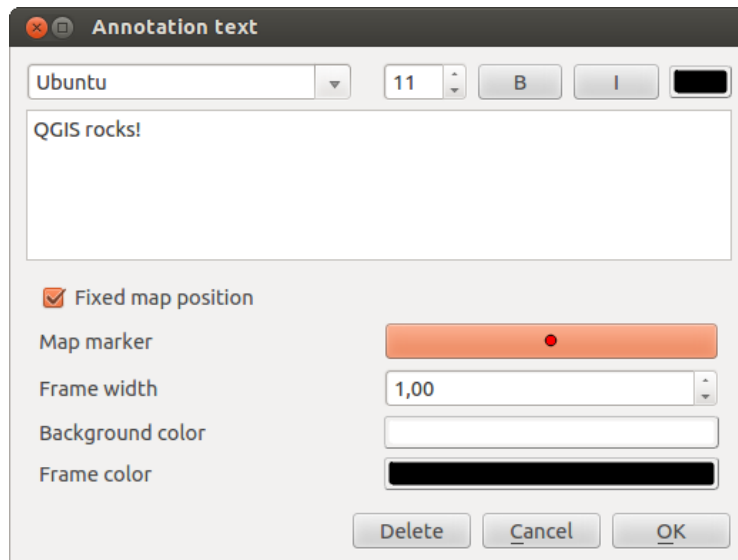 Annotation text
Ubuntu 11 B I
QGIS rocks!
Fixed map position
Map marker
Frame width 1,00
Background color
Frame color
Delete Cancel OK